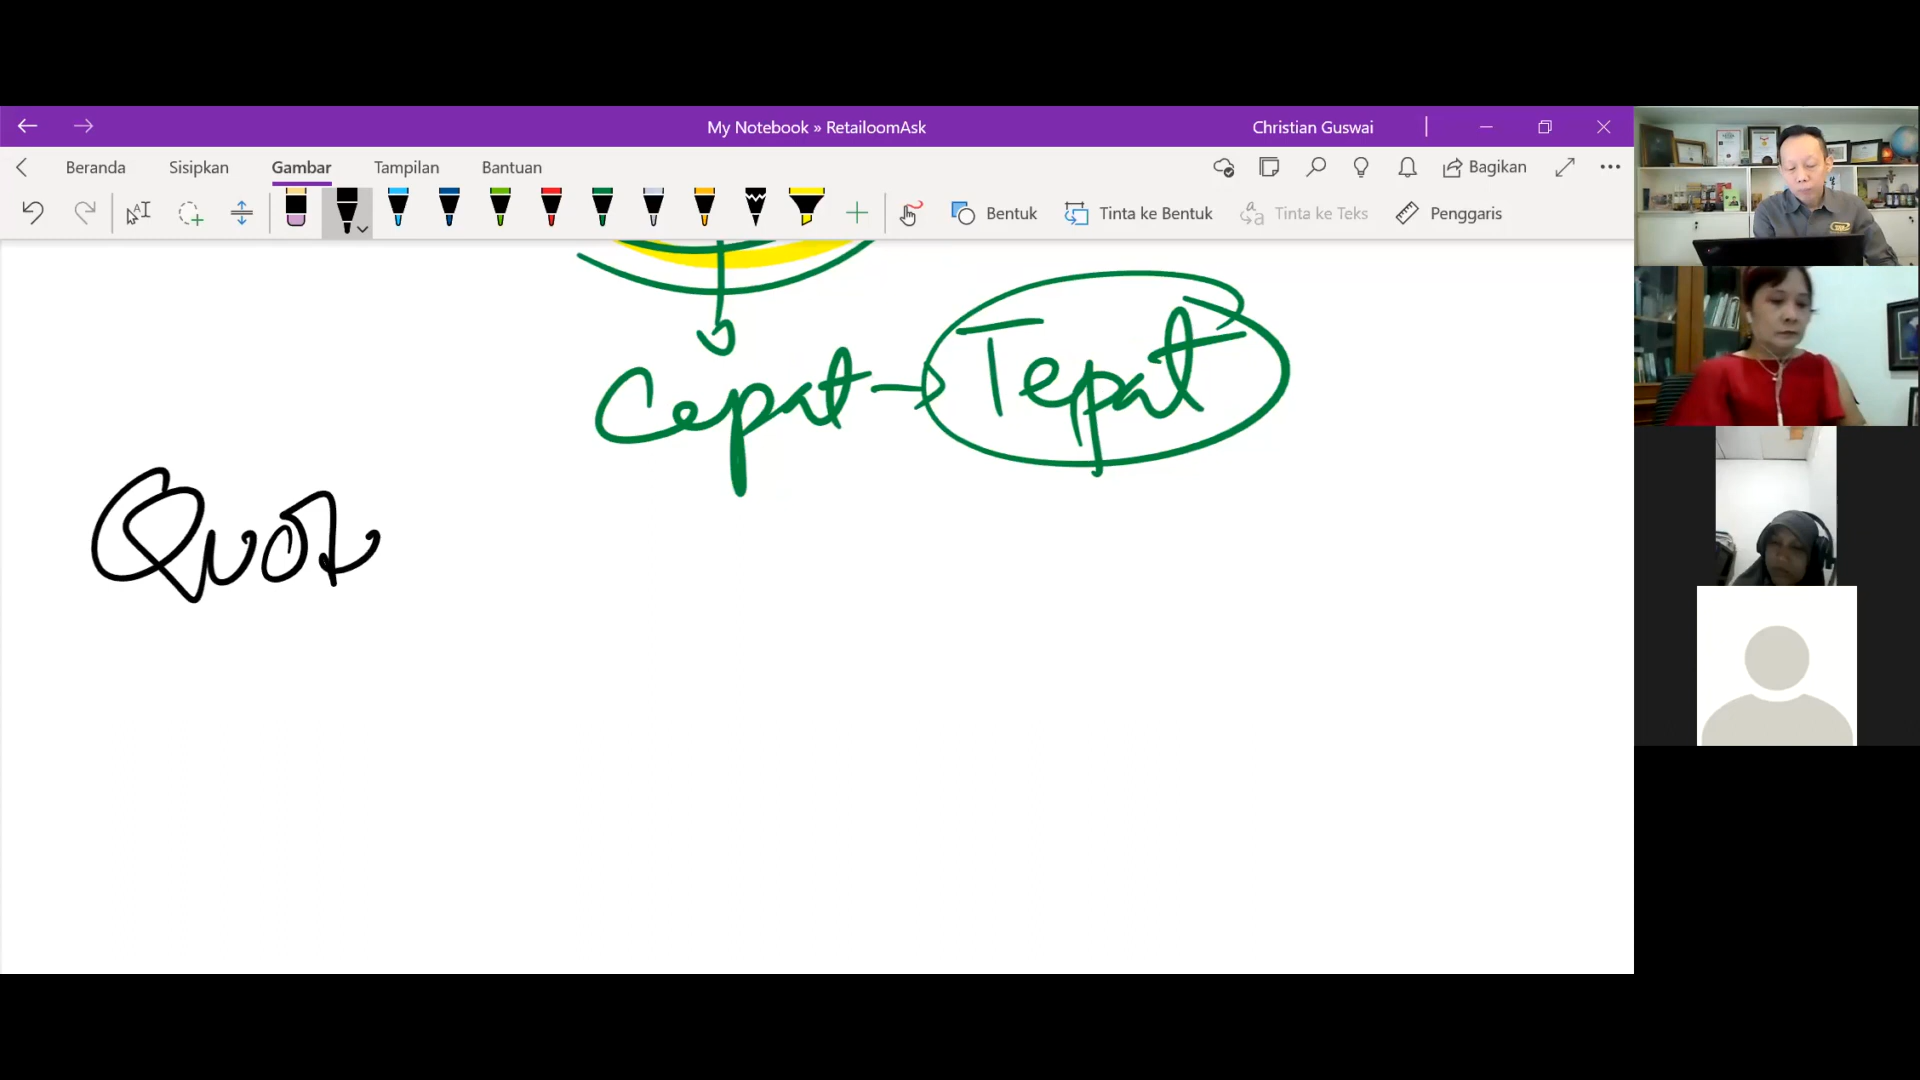 My Notebook » RetailoomAsk
Christian Guswai
Beranda Sisipkan Gambar Tampilan Bantuan
Bagikan
Bentuk Tinta ke Bentuk Tinta ke Teks Penggaris
Cepat → Tepat